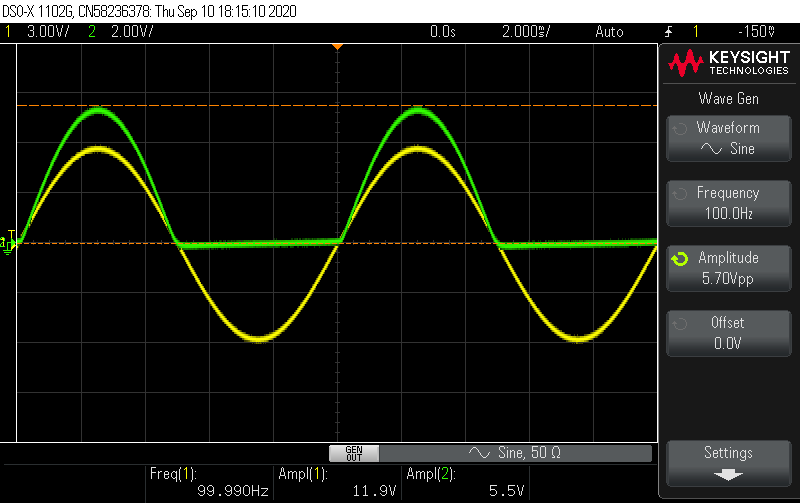 DSO-X 1102G, CN58236378: Thu Sep 10 18:15:10 2020
1 3.00V/ 2 2.00V/ 0.0s 2.000ms/ Auto 1 -150mV
KEYSIGHT
TECHNOLOGIES
Wave Gen
Waveform
Sine
Frequency
100.0Hz
Amplitude
5.70Vpp
Offset
0.0V
Settings
GEN
OUT
Sine, 50 Ω
Freq(1): Ampl(1): Ampl(2):
99.990Hz 11.9V 5.5V